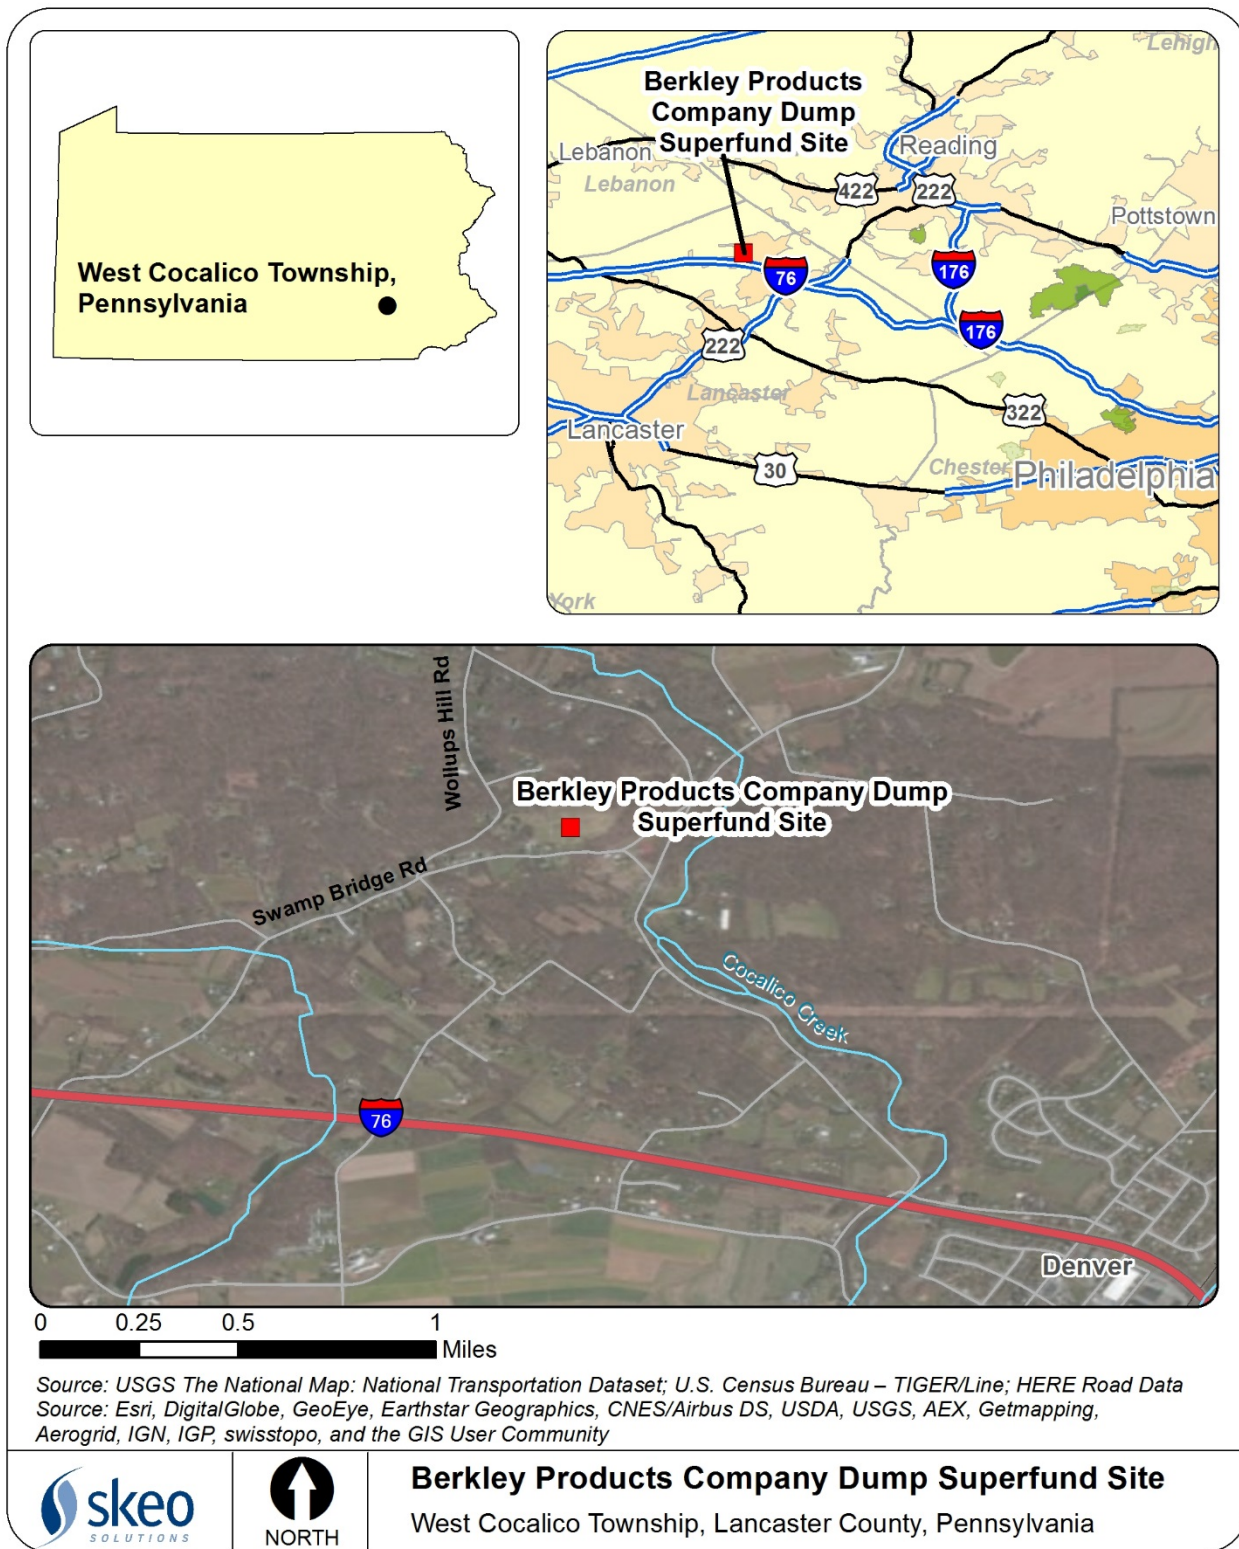 West Cocalico Township,
Pennsylvania
Lehigh
Berkley Products
Company Dump
Superfund Site
Lebanon
Lebanon
Reading
422
222
Pottstown
76
176
176
222
Lancaster
322
Lancaster
30
Chester
Philadelphia
York
Wollups Hill Rd
Berkley Products Company Dump
Superfund Site
Swamp Bridge Rd
Cocalico Creek
76
Denver
0 0.25 0.5 1
Miles
Source: USGS The National Map: National Transportation Dataset; U.S. Census Bureau – TIGER/Line; HERE Road Data
Source: Esri, DigitalGlobe, GeoEye, Earthstar Geographics, CNES/Airbus DS, USDA, USGS, AEX, Getmapping,
Aerogrid, IGN, IGP, swisstopo, and the GIS User Community
skeo
SOLUTIONS
NORTH
Berkley Products Company Dump Superfund Site
West Cocalico Township, Lancaster County, Pennsylvania